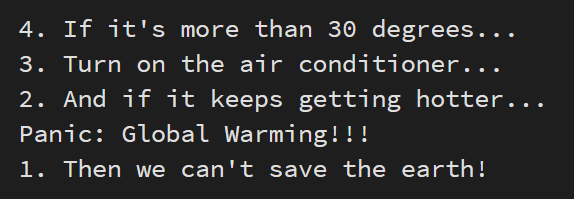 4. If it's more than 30 degrees...
3. Turn on the air conditioner...
2. And if it keeps getting hotter...
Panic: Global Warming!!!
1. Then we can't save the earth!